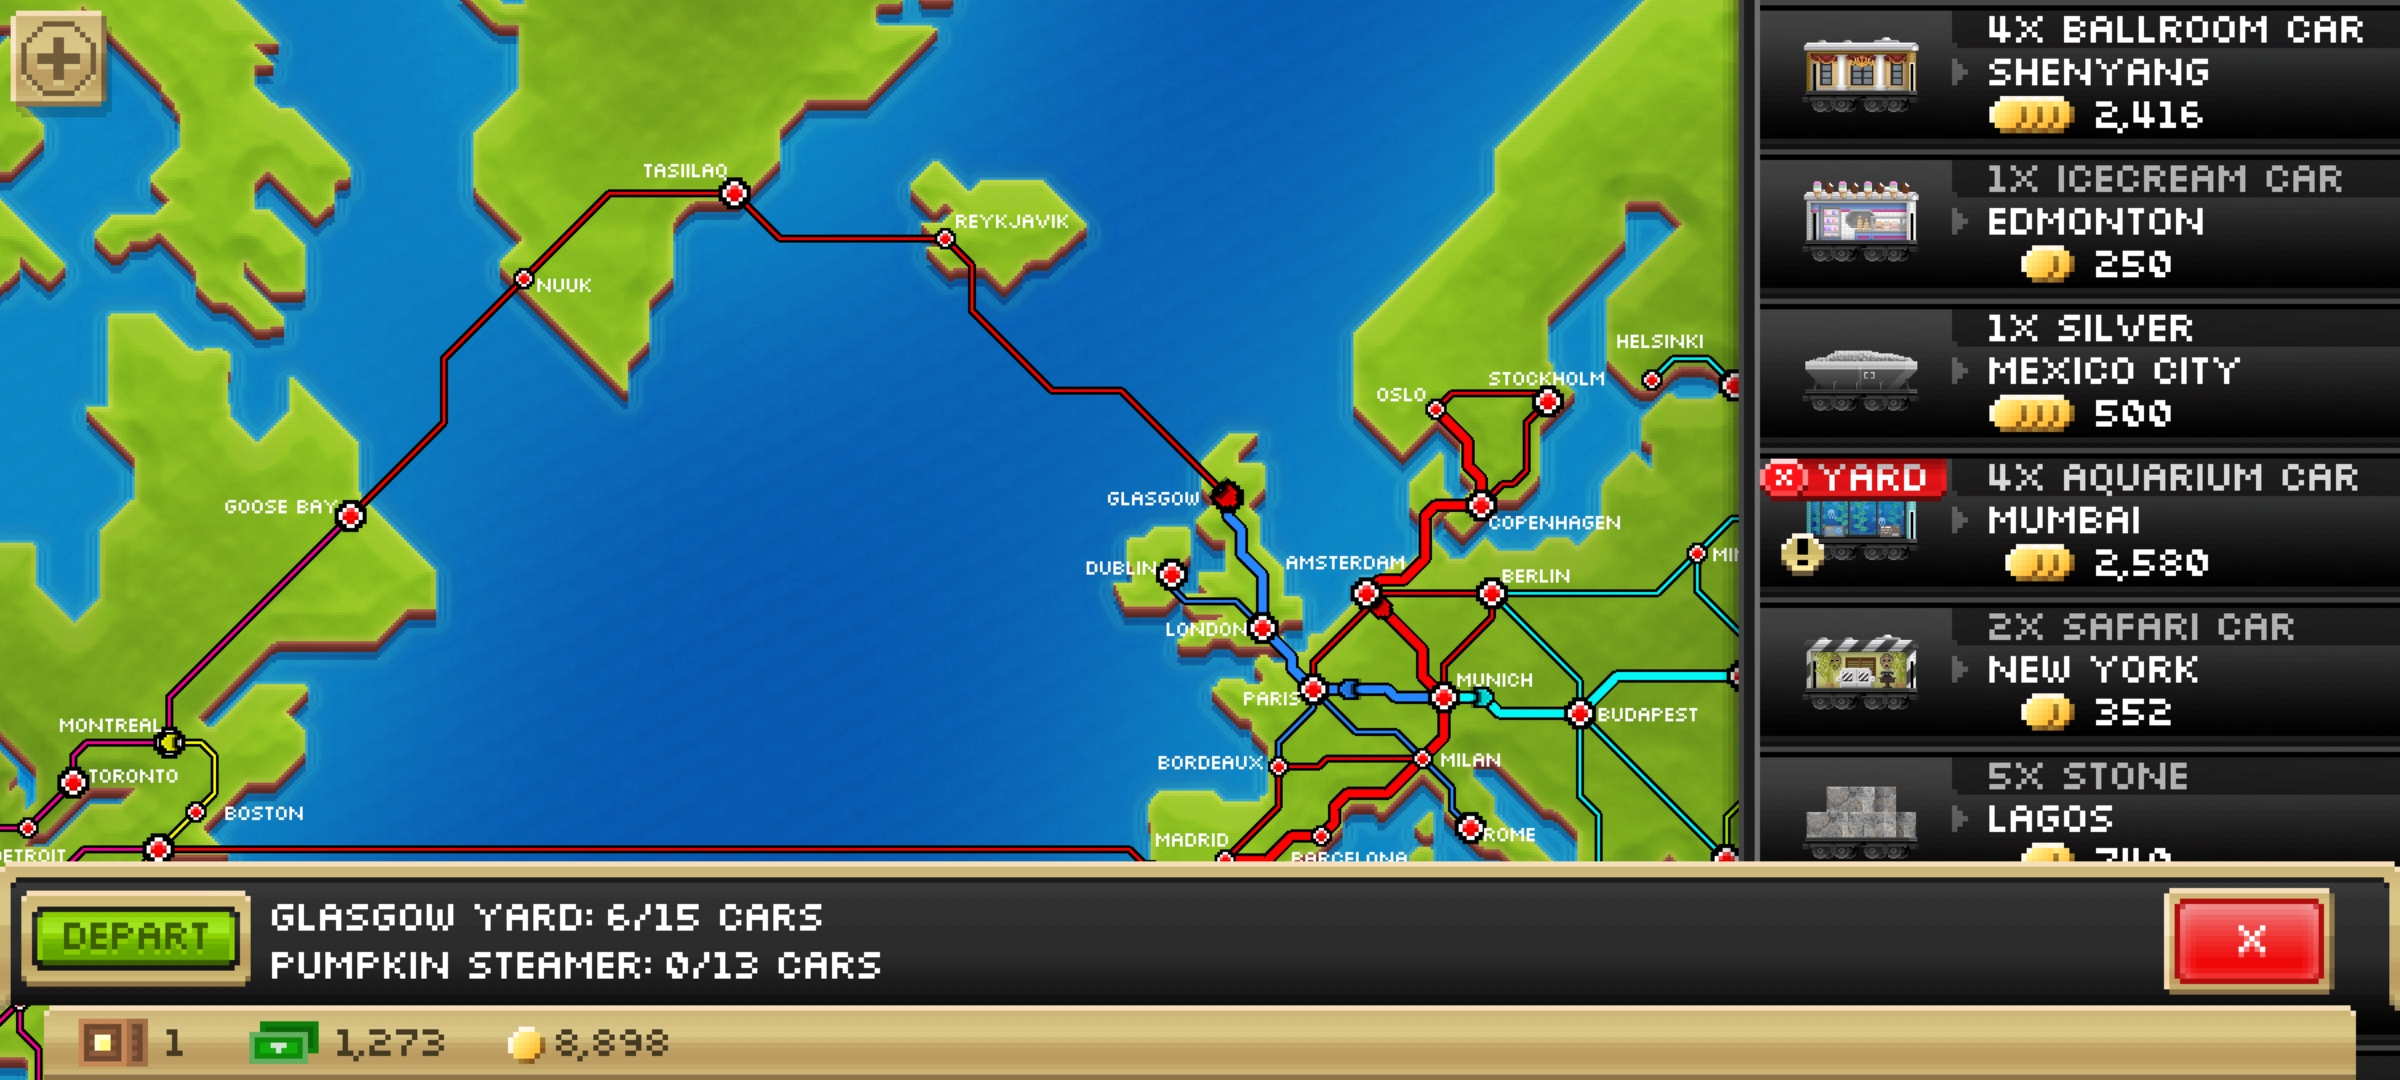 TASIILAQ
REYKJAVIK
NUUK
GOOSE BAY
MONTREAL
TORONTO
BOSTON
DETROIT
HELSINKI
STOCKHOLM
OSLO
GLASGOW
COPENHAGEN
DUBLIN
AMSTERDAM
BERLIN
LONDON
PARIS
MUNICH
BUDAPEST
BORDEAUX
MILAN
MADRID
ROME
BARCELONA
4X BALLROOM CAR
SHENYANG
2,416
1X ICECREAM CAR
EDMONTON
250
1X SILVER
MEXICO CITY
500
YARD
4X AQUARIUM CAR
MUMBAI
2,580
2X SAFARI CAR
NEW YORK
352
5X STONE
LAGOS
DEPART
GLASGOW YARD: 6/15 CARS
PUMPKIN STEAMER: 0/13 CARS
X
1
1,273
8,898